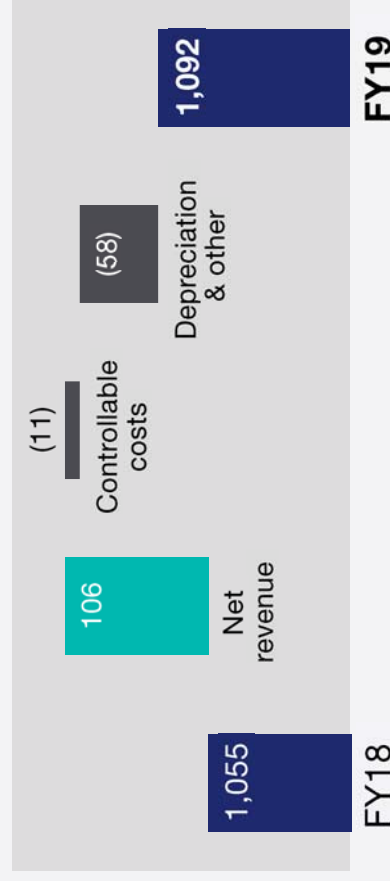 FY18
1,055
Net
revenue
106
Controllable
costs
(11)
Depreciation
& other
(58)
FY19
1,092